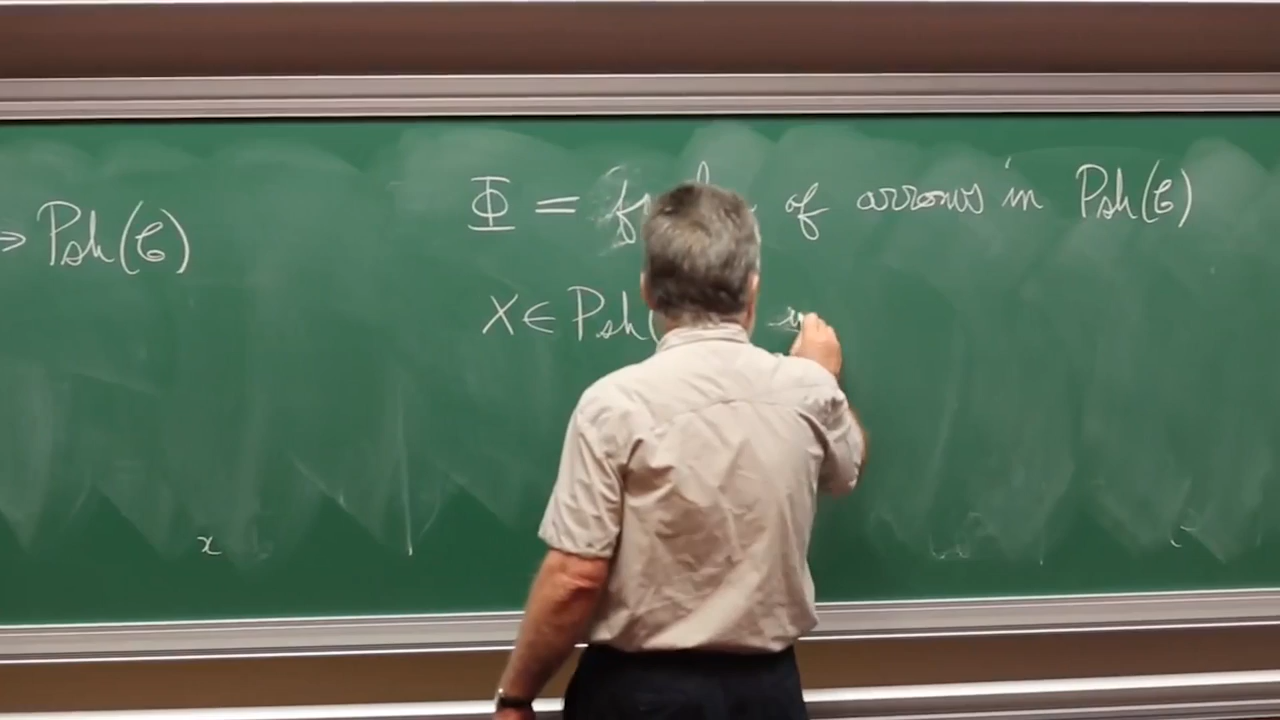 → Psh(C)
Φ = of arrows in Psh(C)
X ∈ Psh(
x